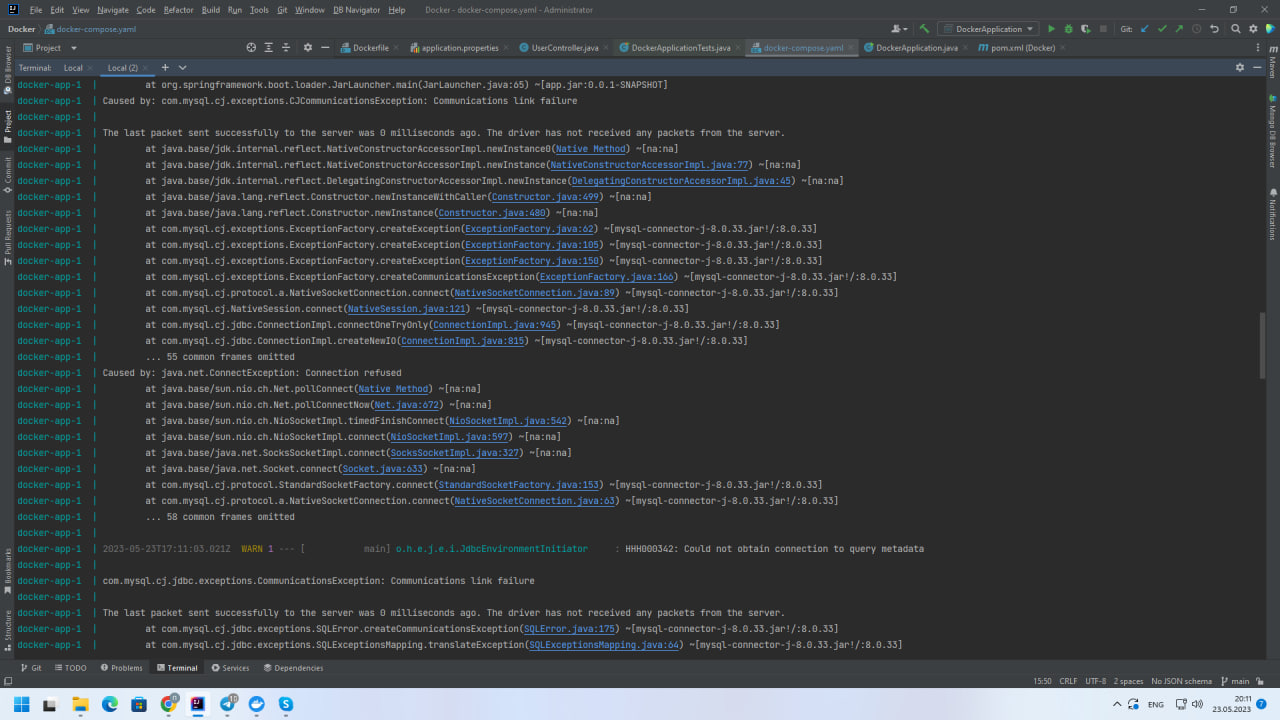 File Edit View Navigate Code Refactor Build Run Tools Git Window DB Navigator Help Docker - docker-compose.yaml - Administrator
Docker docker-compose.yaml DockerApplication Git:
Project Dockerfile application.properties UserController.java DockerApplicationTests.java docker-compose.yaml DockerApplication.java pom.xml (Docker)
Terminal: Local Local (2)
docker-app-1 | at org.springframework.boot.loader.JarLauncher.main(JarLauncher.java:65) ~[app.jar:0.0.1-SNAPSHOT]
docker-app-1 | Caused by: com.mysql.cj.exceptions.CJCommunicationsException: Communications link failure
docker-app-1 |
docker-app-1 | The last packet sent successfully to the server was 0 milliseconds ago. The driver has not received any packets from the server.
docker-app-1 | at java.base/jdk.internal.reflect.NativeConstructorAccessorImpl.newInstance0(Native Method) ~[na:na]
docker-app-1 | at java.base/jdk.internal.reflect.NativeConstructorAccessorImpl.newInstance(NativeConstructorAccessorImpl.java:77) ~[na:na]
docker-app-1 | at java.base/jdk.internal.reflect.DelegatingConstructorAccessorImpl.newInstance(DelegatingConstructorAccessorImpl.java:45) ~[na:na]
docker-app-1 | at java.base/java.lang.reflect.Constructor.newInstanceWithCaller(Constructor.java:499) ~[na:na]
docker-app-1 | at java.base/java.lang.reflect.Constructor.newInstance(Constructor.java:480) ~[na:na]
docker-app-1 | at com.mysql.cj.exceptions.ExceptionFactory.createException(ExceptionFactory.java:62) ~[mysql-connector-j-8.0.33.jar!/:8.0.33]
docker-app-1 | at com.mysql.cj.exceptions.ExceptionFactory.createException(ExceptionFactory.java:105) ~[mysql-connector-j-8.0.33.jar!/:8.0.33]
docker-app-1 | at com.mysql.cj.exceptions.ExceptionFactory.createException(ExceptionFactory.java:150) ~[mysql-connector-j-8.0.33.jar!/:8.0.33]
docker-app-1 | at com.mysql.cj.exceptions.ExceptionFactory.createCommunicationsException(ExceptionFactory.java:166) ~[mysql-connector-j-8.0.33.jar!/:8.0.33]
docker-app-1 | at com.mysql.cj.protocol.a.NativeSocketConnection.connect(NativeSocketConnection.java:89) ~[mysql-connector-j-8.0.33.jar!/:8.0.33]
docker-app-1 | at com.mysql.cj.NativeSession.connect(NativeSession.java:121) ~[mysql-connector-j-8.0.33.jar!/:8.0.33]
docker-app-1 | at com.mysql.cj.jdbc.ConnectionImpl.connectOneTryOnly(ConnectionImpl.java:945) ~[mysql-connector-j-8.0.33.jar!/:8.0.33]
docker-app-1 | at com.mysql.cj.jdbc.ConnectionImpl.createNewIO(ConnectionImpl.java:815) ~[mysql-connector-j-8.0.33.jar!/:8.0.33]
docker-app-1 | ... 55 common frames omitted
docker-app-1 | Caused by: java.net.ConnectException: Connection refused
docker-app-1 | at java.base/sun.nio.ch.Net.pollConnect(Native Method) ~[na:na]
docker-app-1 | at java.base/sun.nio.ch.Net.pollConnectNow(Net.java:672) ~[na:na]
docker-app-1 | at java.base/sun.nio.ch.NioSocketImpl.timedFinishConnect(NioSocketImpl.java:542) ~[na:na]
docker-app-1 | at java.base/sun.nio.ch.NioSocketImpl.connect(NioSocketImpl.java:597) ~[na:na]
docker-app-1 | at java.base/java.net.SocksSocketImpl.connect(SocksSocketImpl.java:327) ~[na:na]
docker-app-1 | at java.base/java.net.Socket.connect(Socket.java:633) ~[na:na]
docker-app-1 | at com.mysql.cj.protocol.StandardSocketFactory.connect(StandardSocketFactory.java:153) ~[mysql-connector-j-8.0.33.jar!/:8.0.33]
docker-app-1 | at com.mysql.cj.protocol.a.NativeSocketConnection.connect(NativeSocketConnection.java:63) ~[mysql-connector-j-8.0.33.jar!/:8.0.33]
docker-app-1 | ... 58 common frames omitted
docker-app-1 |
docker-app-1 | 2023-05-23T17:11:03.021Z WARN 1 --- [ main] o.h.e.j.e.i.JdbcEnvironmentInitiator : HHH000342: Could not obtain connection to query metadata
docker-app-1 |
docker-app-1 | com.mysql.cj.jdbc.exceptions.CommunicationsException: Communications link failure
docker-app-1 |
docker-app-1 | The last packet sent successfully to the server was 0 milliseconds ago. The driver has not received any packets from the server.
docker-app-1 | at com.mysql.cj.jdbc.exceptions.SQLError.createCommunicationsException(SQLError.java:175) ~[mysql-connector-j-8.0.33.jar!/:8.0.33]
docker-app-1 | at com.mysql.cj.jdbc.exceptions.SQLExceptionsMapping.translateException(SQLExceptionsMapping.java:64) ~[mysql-connector-j-8.0.33.jar!/:8.0.33]
DB Browser
Project
Commit
Pull Requests
Bookmarks
Structure
Maven
Mongo DB Browser
Notifications
Git TODO Problems Terminal Services Dependencies
15:50 CRLF UTF-8 2 spaces No JSON schema main
ENG 20:11
23.05.2023 7